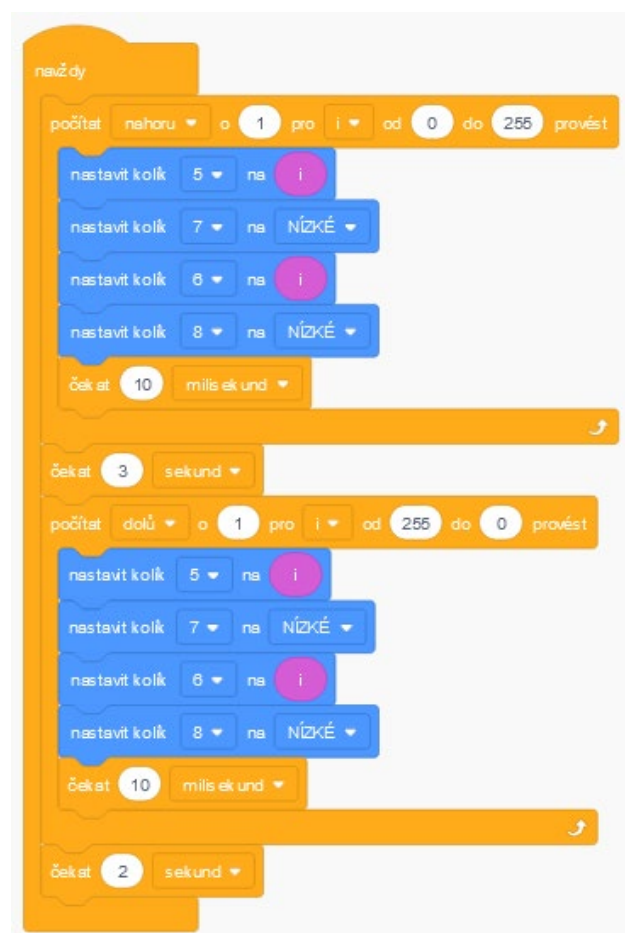 navždy
počítat nahoru o 1 pro i od 0 do 255 provést
nastavit kolík 5 na i
nastavit kolík 7 na NÍZKÉ
nastavit kolík 6 na i
nastavit kolík 8 na NÍZKÉ
čekat 10 milisekund
čekat 3 sekund
počítat dolů o 1 pro i od 255 do 0 provést
nastavit kolík 5 na i
nastavit kolík 7 na NÍZKÉ
nastavit kolík 6 na i
nastavit kolík 8 na NÍZKÉ
čekat 10 milisekund
čekat 2 sekund